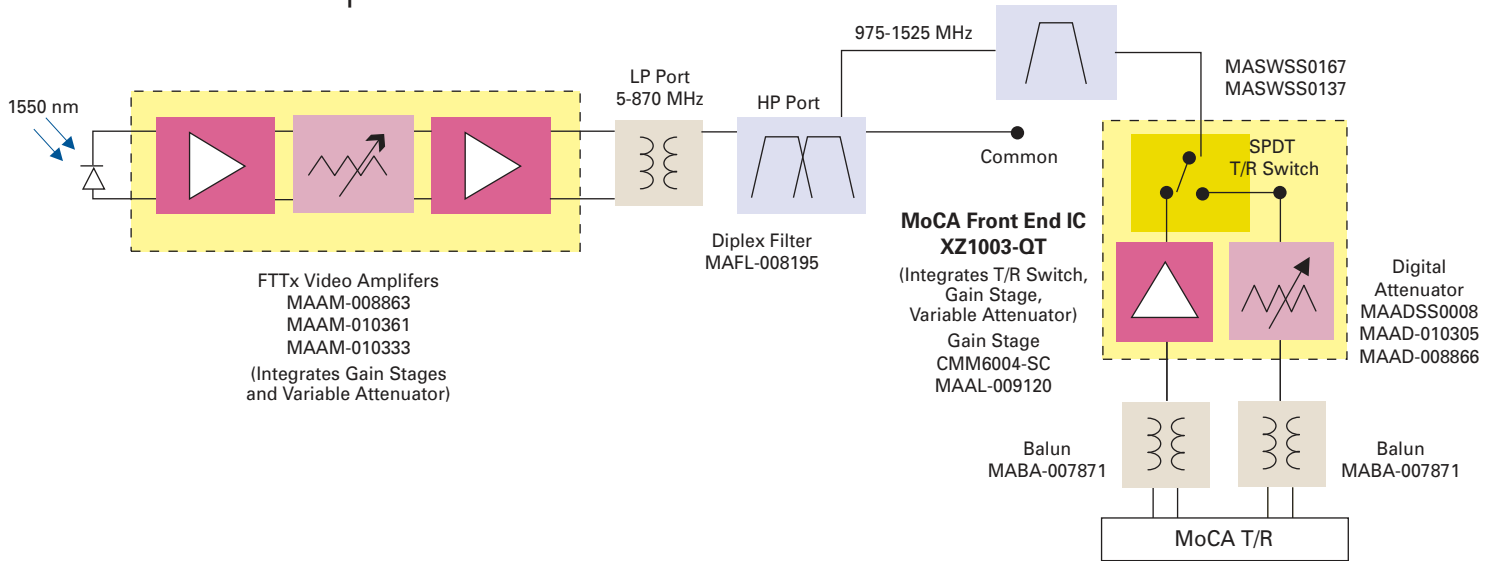 1550 nm
LP Port
5-870 MHz
HP Port
975-1525 MHz
Common
MASWSS0167
MASWSS0137
SPDT
T/R Switch
FTTx Video Amplifers
MAAM-008863
MAAM-010361
MAAM-010333
(Integrates Gain Stages
and Variable Attenuator)
Diplex Filter
MAFL-008195
MoCA Front End IC
XZ1003-QT
(Integrates T/R Switch,
Gain Stage,
Variable Attenuator)
Gain Stage
CMM6004-SC
MAAL-009120
Digital
Attenuator
MAADSS0008
MAAD-010305
MAAD-008866
Balun
MABA-007871
Balun
MABA-007871
MoCA T/R